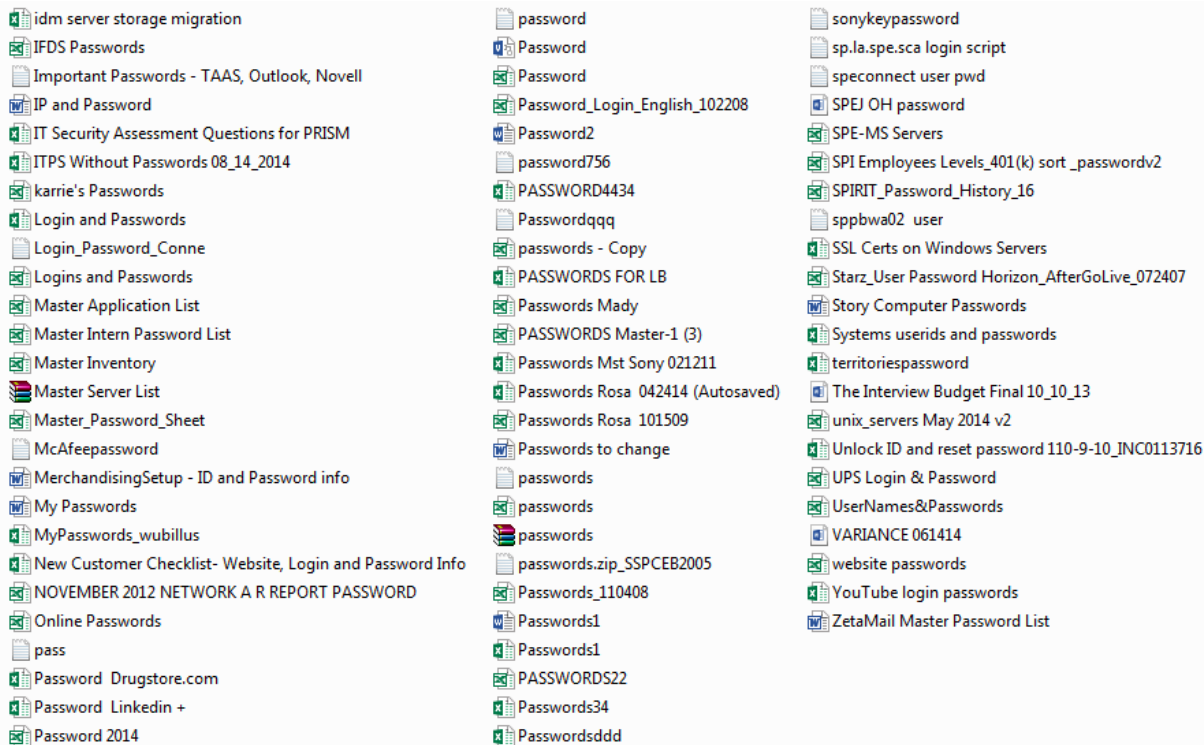 idm server storage migration
IFDS Passwords
Important Passwords - TAAS, Outlook, Novell
IP and Password
IT Security Assessment Questions for PRISM
ITPS Without Passwords 08_14_2014
karrie's Passwords
Login and Passwords
Login_Password_Conne
Logins and Passwords
Master Application List
Master Intern Password List
Master Inventory
Master Server List
Master_Password_Sheet
McAfeepassword
MerchandisingSetup - ID and Password info
My Passwords
MyPasswords_wubillus
New Customer Checklist- Website, Login and Password Info
NOVEMBER 2012 NETWORK A R REPORT PASSWORD
Online Passwords
pass
Password  Drugstore.com
Password  Linkedin +
Password 2014
password
Password
Password
Password_Login_English_102208
Password2
password756
PASSWORD4434
Passwordqqq
passwords - Copy
PASSWORDS FOR LB
Passwords Mady
PASSWORDS Master-1 (3)
Passwords Mst Sony 021211
Passwords Rosa  042414 (Autosaved)
Passwords Rosa  101509
Passwords to change
passwords
passwords
passwords
passwords.zip_SSPCEB2005
Passwords_110408
Passwords1
Passwords1
PASSWORDS22
Passwords34
Passwordsddd
sonykeypassword
sp.la.spe.sca login script
speconnect user pwd
SPEJ OH password
SPE-MS Servers
SPI Employees Levels_401(k) sort _passwordv2
SPIRIT_Password_History_16
sppbwa02  user
SSL Certs on Windows Servers
Starz_User Password Horizon_AfterGoLive_072407
Story Computer Passwords
Systems userids and passwords
territoriespassword
The Interview Budget Final 10_10_13
unix_servers May 2014 v2
Unlock ID and reset password 110-9-10_INC0113716
UPS Login & Password
UserNames&Passwords
VARIANCE 061414
website passwords
YouTube login passwords
ZetaMail Master Password List